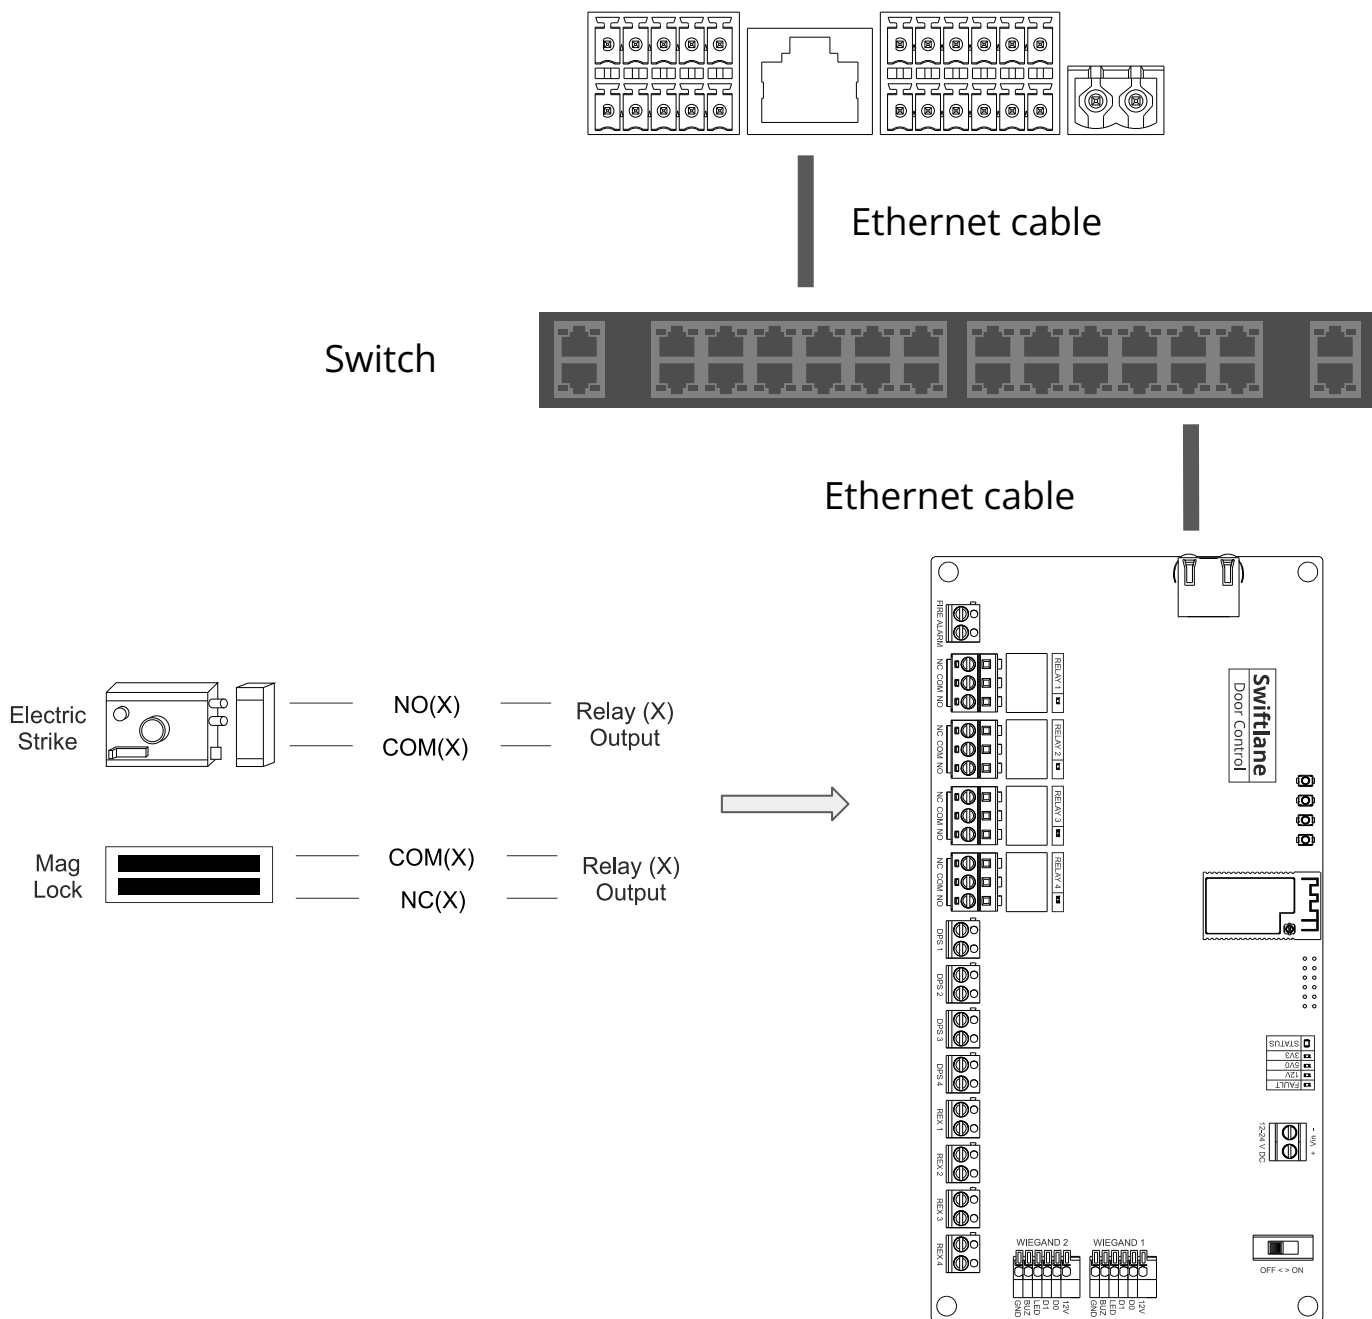 Ethernet cable
Switch
Ethernet cable
Electric
Strike
NO(X)
COM(X)
Relay (X)
Output
Mag
Lock
COM(X)
NC(X)
Relay (X)
Output
FIRE ALARM
NC COM NO
RELAY 1
NC COM NO
RELAY 2
NC COM NO
RELAY 3
NC COM NO
RELAY 4
Swiftlane
Door Control
DPS 1
DPS 2
DPS 3
DPS 4
REX 1
REX 2
REX 3
REX 4
STATUS
3V3
5V0
12V
FAULT
- Vin +
12-24 V DC
OFF < > ON
WIEGAND 2
GND
BUZ
LED
D1
D0
12V
WIEGAND 1
GND
BUZ
LED
D1
D0
12V